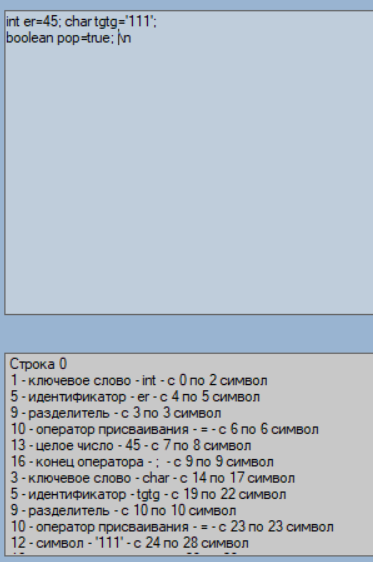 int er=45; char tgtg='111';
boolean pop=true; \n
Строка 0
1 - ключевое слово - int - с 0 по 2 символ
5 - идентификатор - er - с 4 по 5 символ
9 - разделитель - с 3 по 3 символ
10 - оператор присваивания - = - с 6 по 6 символ
13 - целое число - 45 - с 7 по 8 символ
16 - конец оператора - ; - с 9 по 9 символ
3 - ключевое слово - char - с 14 по 17 символ
5 - идентификатор - tgtg - с 19 по 22 символ
9 - разделитель - с 10 по 10 символ
10 - оператор присваивания - = - с 23 по 23 символ
12 - символ - '111' - с 24 по 28 символ